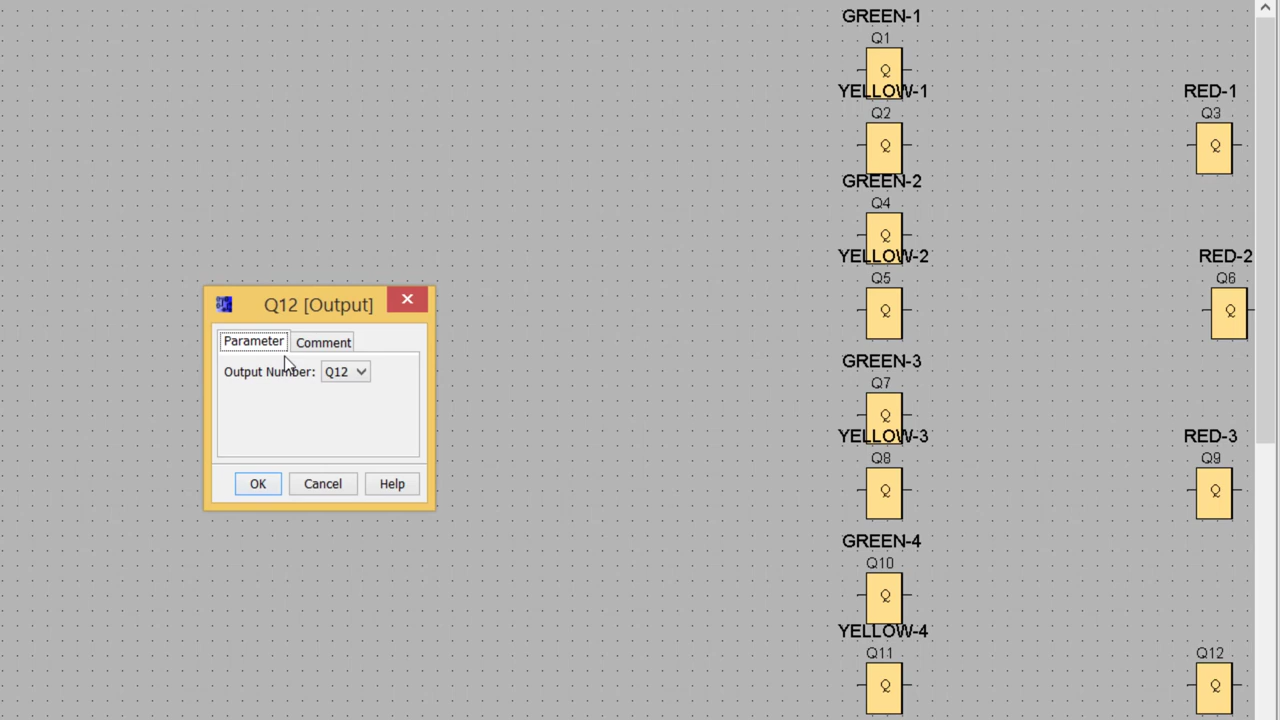 GREEN-1
Q1
Q
YELLOW-1
RED-1
Q2
Q3
Q
Q
GREEN-2
Q4
Q
YELLOW-2
RED-2
Q5
Q6
Q
Q
Q12 [Output]
Parameter
Comment
Output Number:
Q12
OK
Cancel
Help
GREEN-3
Q7
Q
YELLOW-3
RED-3
Q8
Q9
Q
Q
GREEN-4
Q10
Q
YELLOW-4
Q11
Q12
Q
Q